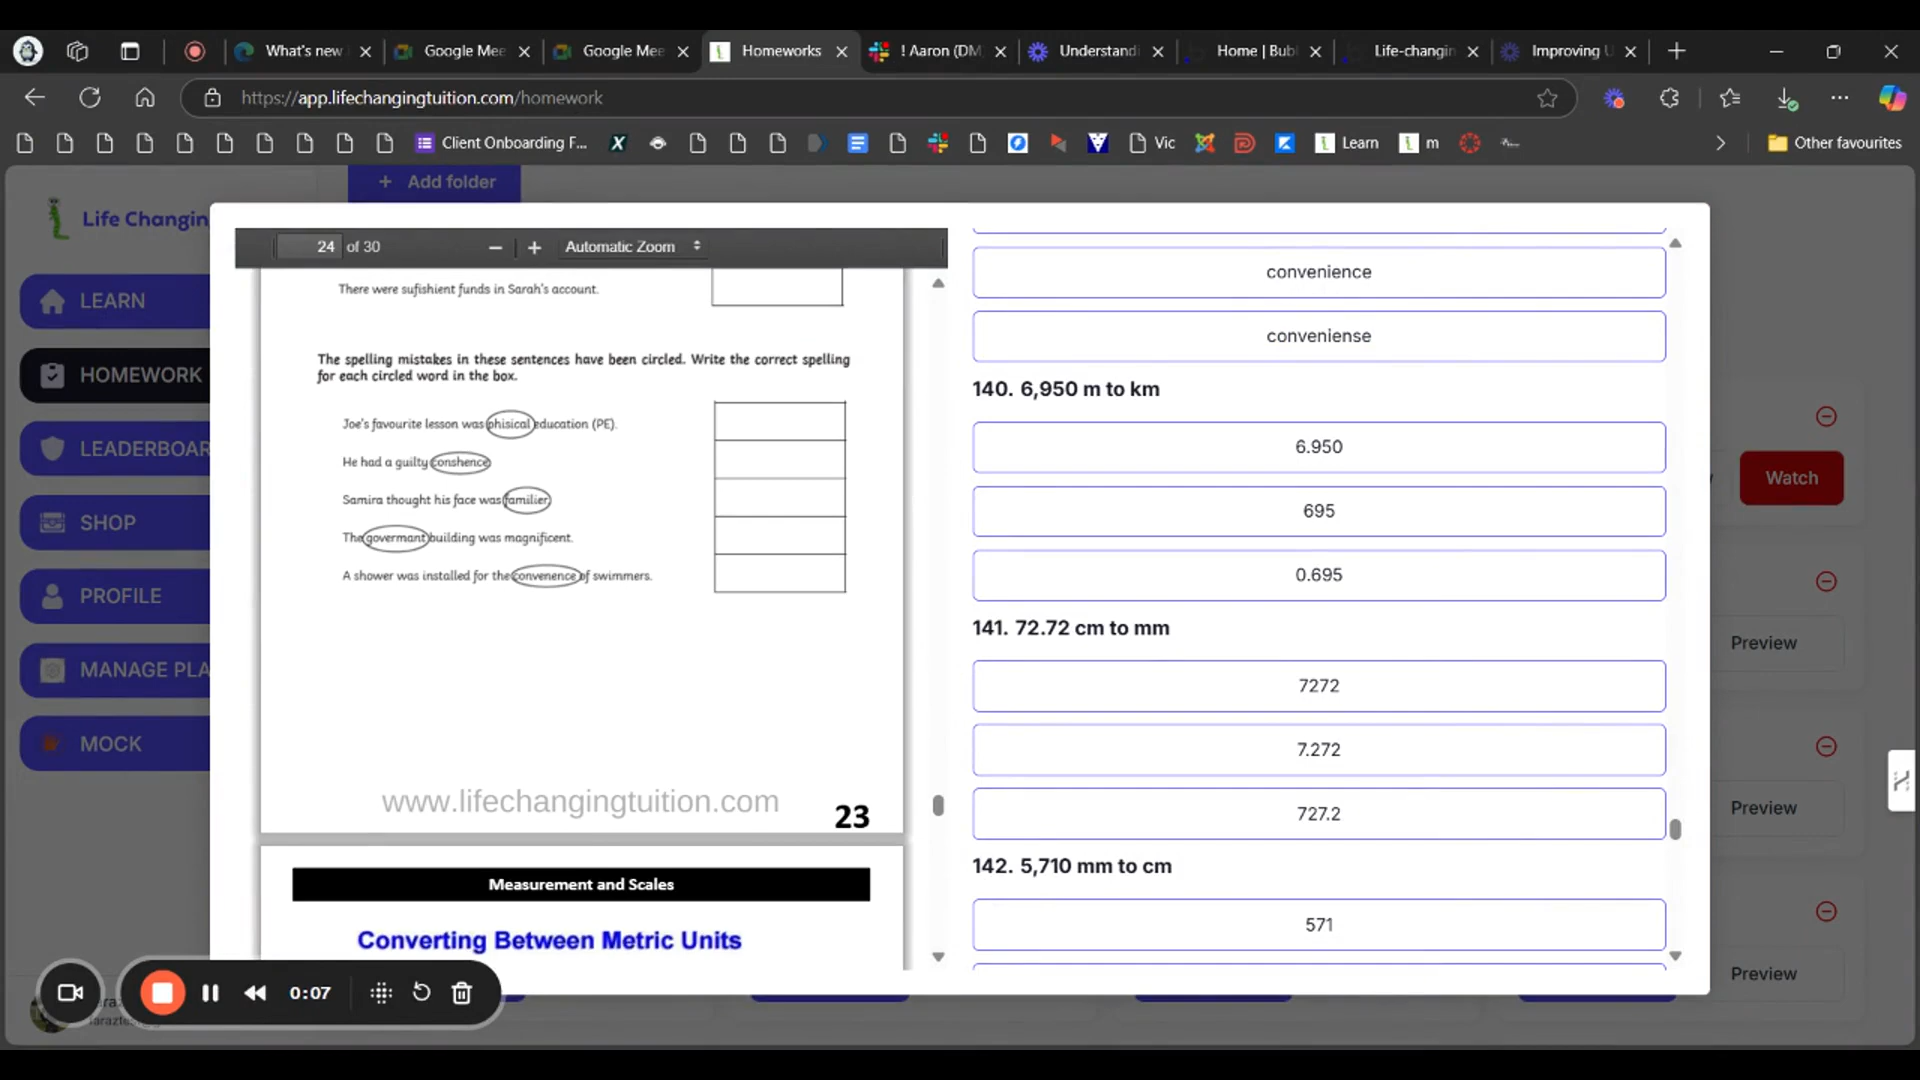 What's new
Google Mee
Google Mee
Homeworks
! Aaron (DM
Understandi
Home | Bub
Life-changin
Improving U
https://app.lifechangingtuition.com/homework
Client Onboarding F...
Vic
Learn
m
Other favourites
+ Add folder
Life Changin
LEARN
HOMEWORK
LEADERBOAR
SHOP
PROFILE
MANAGE PLA
MOCK
24 of 30
Automatic Zoom
There were sufishient funds in Sarah's account.
The spelling mistakes in these sentences have been circled. Write the correct spelling
for each circled word in the box.
Joe's favourite lesson was phisical education (PE).
He had a guilty conshence
Samira thought his face was familier
The govermant building was magnificent.
A shower was installed for the convenence of swimmers.
www.lifechangingtuition.com
23
Measurement and Scales
Converting Between Metric Units
convenience
conveniense
140. 6,950 m to km
6.950
695
0.695
141. 72.72 cm to mm
7272
7.272
727.2
142. 5,710 mm to cm
571
Watch
Preview
Preview
Preview
0:07